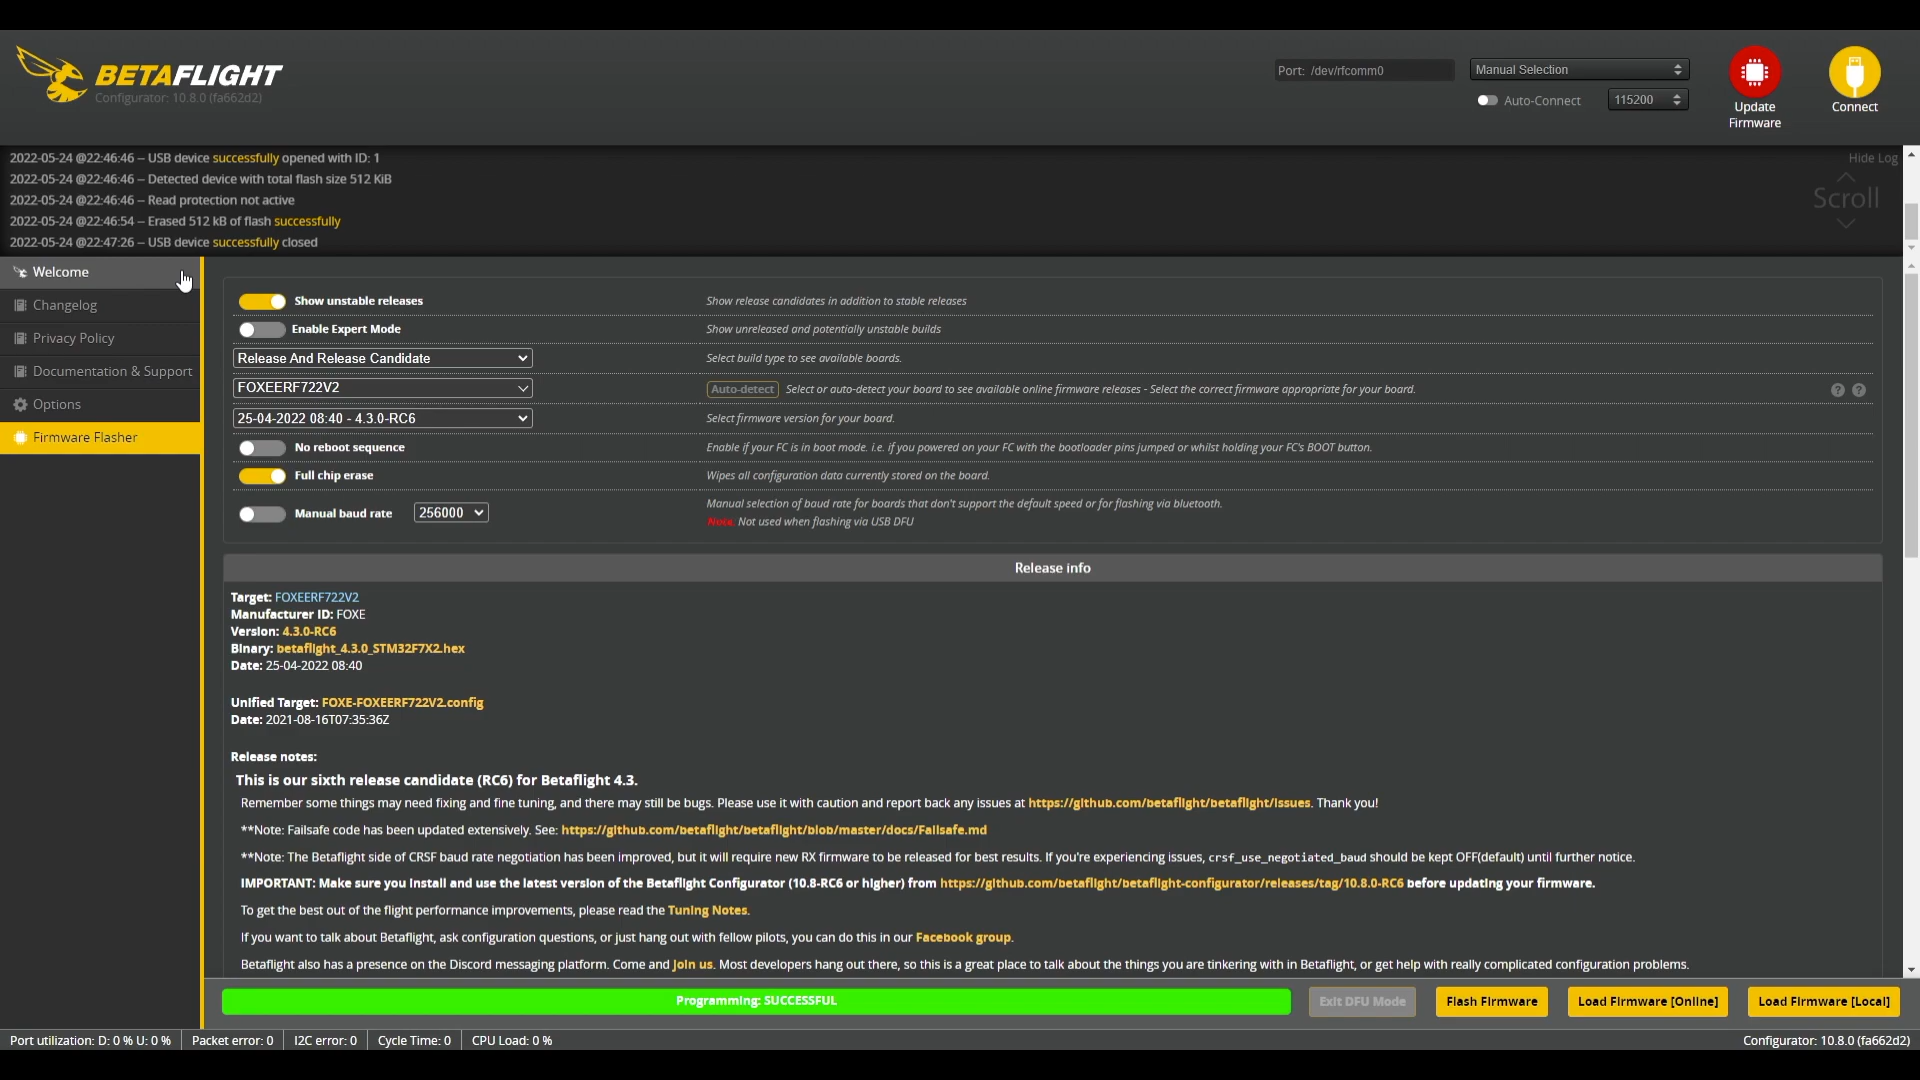 BETAFLIGHT
Configurator: 10.8.0 (fa662d2)
Port: /dev/rfcomm0
Manual Selection
Auto-Connect
115200
Update
Firmware
Connect
2022-05-24 @22:46:46 -- USB device successfully opened with ID: 1
2022-05-24 @22:46:46 -- Detected device with total flash size 512 KiB
2022-05-24 @22:46:46 -- Read protection not active
2022-05-24 @22:46:54 -- Erased 512 kB of flash successfully
2022-05-24 @22:47:26 -- USB device successfully closed
Hide Log
Scroll
Welcome
Changelog
Privacy Policy
Documentation & Support
Options
Firmware Flasher
Show unstable releases
Show release candidates in addition to stable releases
Enable Expert Mode
Show unreleased and potentially unstable builds
Release And Release Candidate
Select build type to see available boards.
FOXEERF722V2
Auto-detect Select or auto-detect your board to see available online firmware releases - Select the correct firmware appropriate for your board.
25-04-2022 08:40 - 4.3.0-RC6
Select firmware version for your board.
No reboot sequence
Enable if your FC is in boot mode. i.e. if you powered on your FC with the bootloader pins jumped or whilst holding your FC's BOOT button.
Full chip erase
Wipes all configuration data currently stored on the board.
Manual baud rate 256000
Manual selection of baud rate for boards that don't support the default speed or for flashing via bluetooth.
Note: Not used when flashing via USB DFU
Release info
Target: FOXEERF722V2
Manufacturer ID: FOXE
Version: 4.3.0-RC6
Binary: betaflight_4.3.0_STM32F7X2.hex
Date: 25-04-2022 08:40
Unified Target: FOXE-FOXEERF722V2.config
Date: 2021-08-16T07:35:36Z
Release notes:
This is our sixth release candidate (RC6) for Betaflight 4.3.
Remember some things may need fixing and fine tuning, and there may still be bugs. Please use it with caution and report back any issues at https://github.com/betaflight/betaflight/issues. Thank you!
**Note: Failsafe code has been updated extensively. See: https://github.com/betaflight/betaflight/blob/master/docs/Failsafe.md
**Note: The Betaflight side of CRSF baud rate negotiation has been improved, but it will require new RX firmware to be released for best results. If you're experiencing issues, crsf_use_negotiated_baud should be kept OFF(default) until further notice.
IMPORTANT: Make sure you install and use the latest version of the Betaflight Configurator (10.8-RC6 or higher) from https://github.com/betaflight/betaflight-configurator/releases/tag/10.8.0-RC6 before updating your firmware.
To get the best out of the flight performance improvements, please read the Tuning Notes.
If you want to talk about Betaflight, ask configuration questions, or just hang out with fellow pilots, you can do this in our Facebook group.
Betaflight also has a presence on the Discord messaging platform. Come and join us. Most developers hang out there, so this is a great place to talk about the things you are tinkering with in Betaflight, or get help with really complicated configuration problems.
Programming: SUCCESSFUL
Exit DFU Mode
Flash Firmware
Load Firmware [Online]
Load Firmware [Local]
Port utilization: D: 0 % U: 0 %
Packet error: 0
I2C error: 0
Cycle Time: 0
CPU Load: 0 %
Configurator: 10.8.0 (fa662d2)